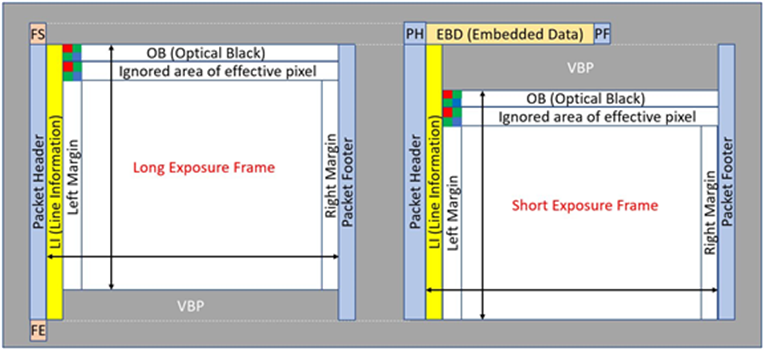 FS
PH
EBD (Embedded Data)
PF
OB (Optical Black)
Ignored area of effective pixel
Packet Header
LI (Line Information)
Left Margin
Long Exposure Frame
Right Margin
Packet Footer
VBP
FE
VBP
OB (Optical Black)
Ignored area of effective pixel
Packet Header
LI (Line Information)
Left Margin
Short Exposure Frame
Right Margin
Packet Footer